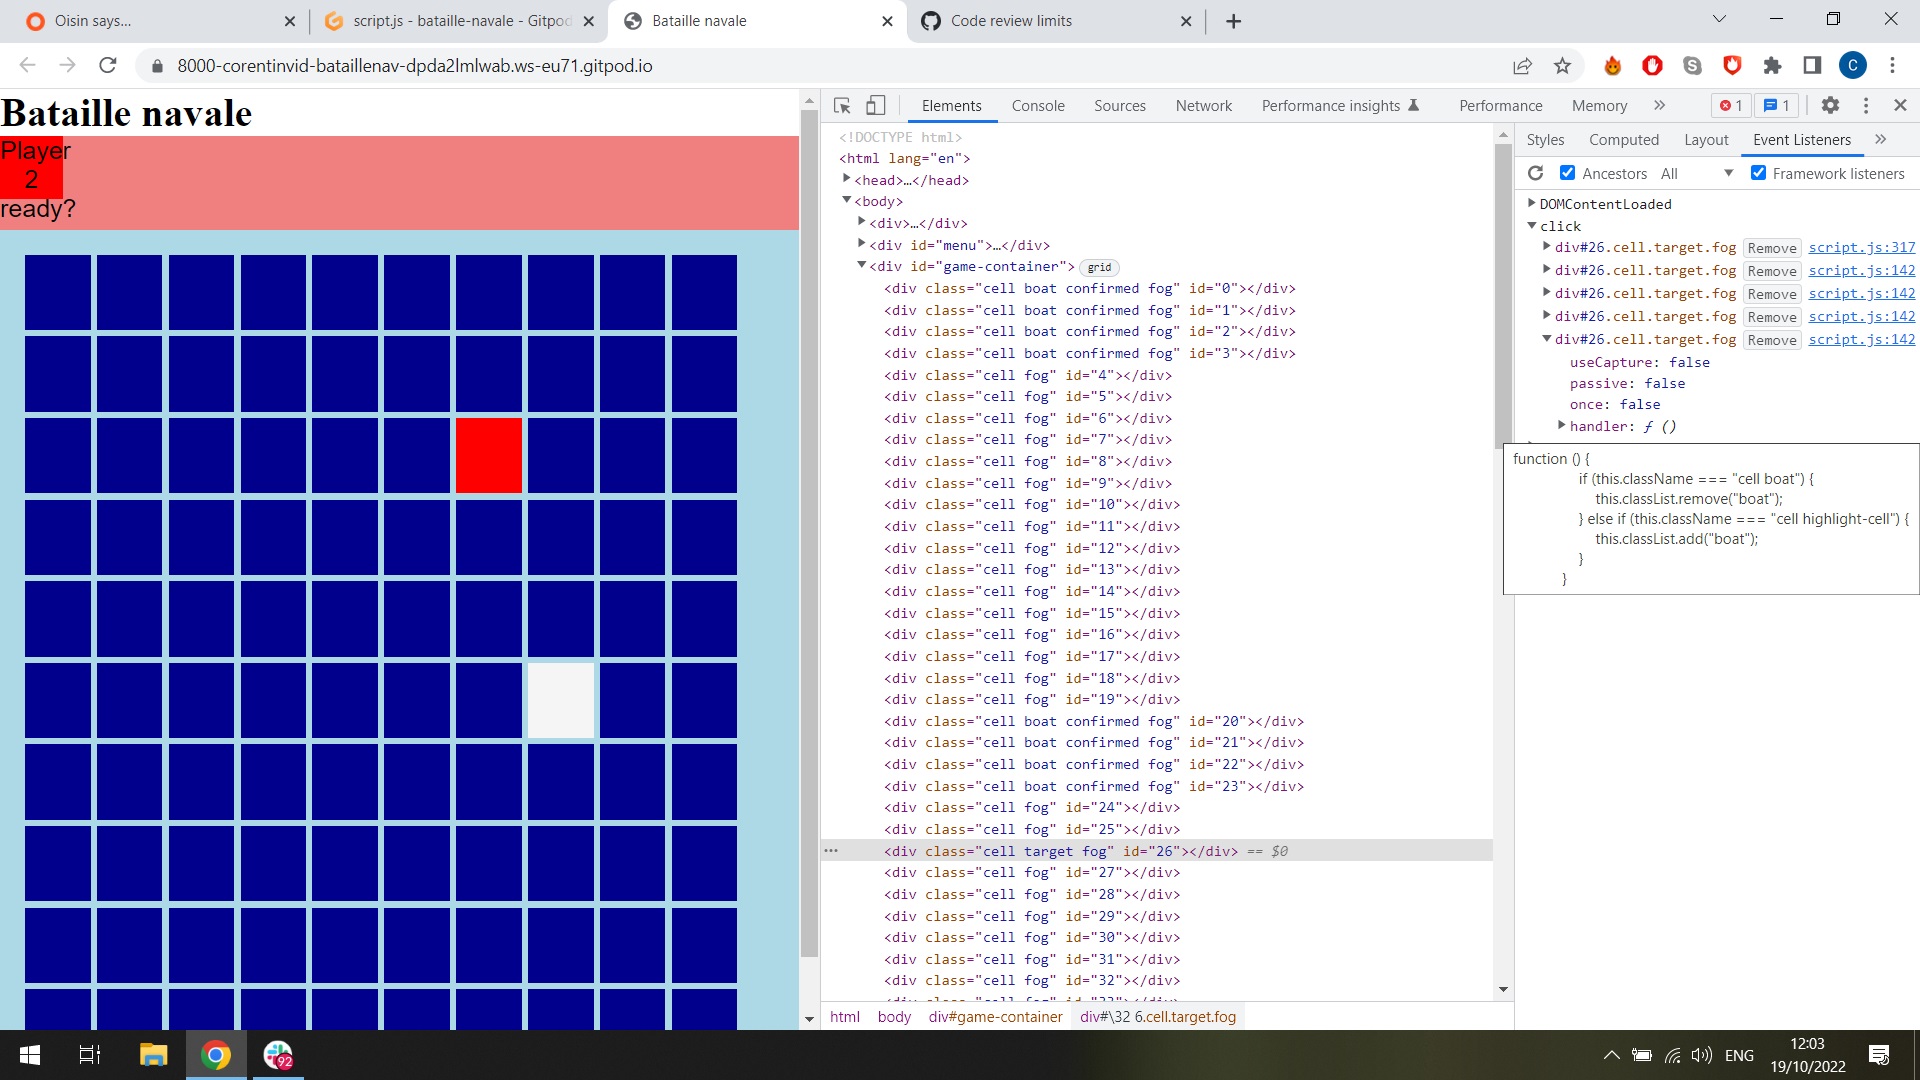 Oisin says...
script.js - bataille-navale - Gitpod
Bataille navale
Code review limits
8000-corentinvid-bataillenav-dpda2lmlwab.ws-eu71.gitpod.io
C
Bataille navale
Player
2
ready?
Elements Console Sources Network Performance insights Performance Memory » 1 1
<!DOCTYPE html>
<html lang="en">
<head>…</head>
<body>
<div>…</div>
<div id="menu">…</div>
<div id="game-container"> grid
<div class="cell boat confirmed fog" id="0"></div>
<div class="cell boat confirmed fog" id="1"></div>
<div class="cell boat confirmed fog" id="2"></div>
<div class="cell boat confirmed fog" id="3"></div>
<div class="cell fog" id="4"></div>
<div class="cell fog" id="5"></div>
<div class="cell fog" id="6"></div>
<div class="cell fog" id="7"></div>
<div class="cell fog" id="8"></div>
<div class="cell fog" id="9"></div>
<div class="cell fog" id="10"></div>
<div class="cell fog" id="11"></div>
<div class="cell fog" id="12"></div>
<div class="cell fog" id="13"></div>
<div class="cell fog" id="14"></div>
<div class="cell fog" id="15"></div>
<div class="cell fog" id="16"></div>
<div class="cell fog" id="17"></div>
<div class="cell fog" id="18"></div>
<div class="cell fog" id="19"></div>
<div class="cell boat confirmed fog" id="20"></div>
<div class="cell boat confirmed fog" id="21"></div>
<div class="cell boat confirmed fog" id="22"></div>
<div class="cell boat confirmed fog" id="23"></div>
<div class="cell fog" id="24"></div>
<div class="cell fog" id="25"></div>
<div class="cell target fog" id="26"></div> == $0
<div class="cell fog" id="27"></div>
<div class="cell fog" id="28"></div>
<div class="cell fog" id="29"></div>
<div class="cell fog" id="30"></div>
<div class="cell fog" id="31"></div>
<div class="cell fog" id="32"></div>
<div class="cell fog" id="33"></div>
html body div#game-container div#\32 6.cell.target.fog
Styles Computed Layout Event Listeners »
Ancestors All Framework listeners
DOMContentLoaded
click
div#26.cell.target.fog Remove script.js:317
div#26.cell.target.fog Remove script.js:142
div#26.cell.target.fog Remove script.js:142
div#26.cell.target.fog Remove script.js:142
div#26.cell.target.fog Remove script.js:142
useCapture: false
passive: false
once: false
handler: ƒ ()
function () {
if (this.className === "cell boat") {
this.classList.remove("boat");
} else if (this.className === "cell highlight-cell") {
this.classList.add("boat");
}
}
92
ENG
12:03
19/10/2022